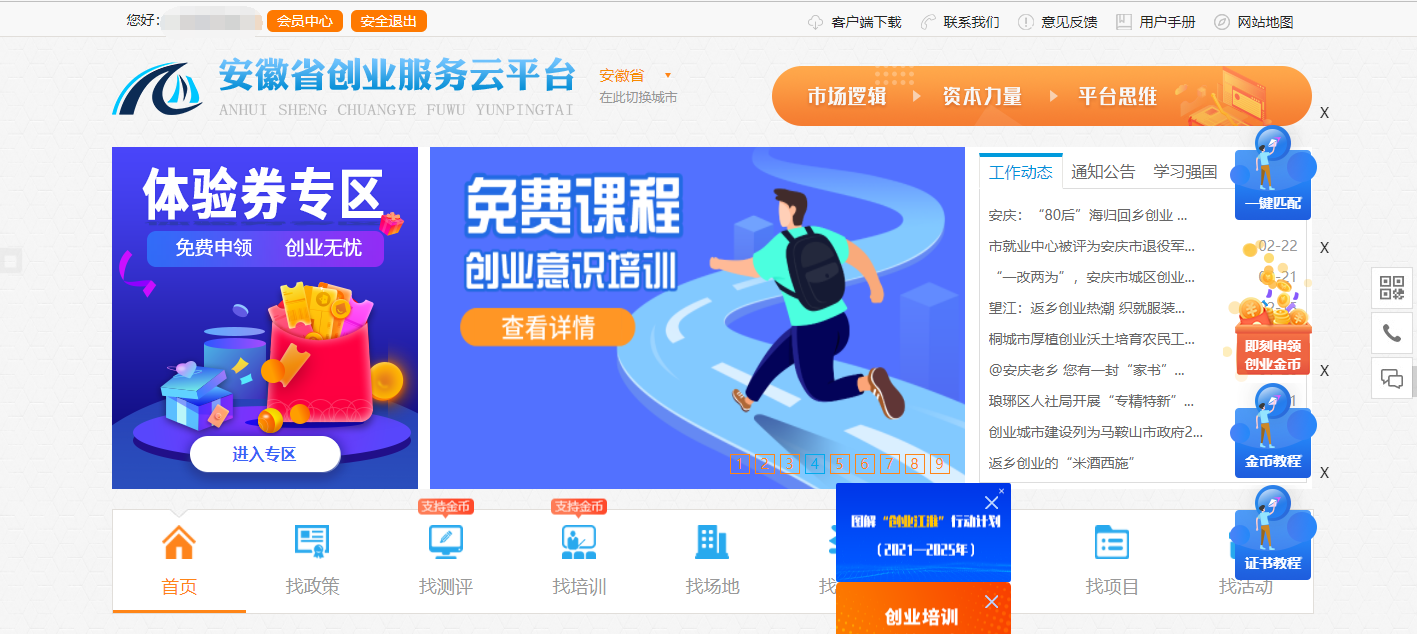 您好:
会员中心
安全退出
客户端下载
联系我们
意见反馈
用户手册
网站地图
安徽省创业服务云平台
ANHUI SHENG CHUANGYE FUWU YUNPINGTAI
安徽省
在此切换城市
市场逻辑 资本力量 平台思维
X
体验券专区
免费申领 创业无忧
进入专区
免费课程
创业意识培训
查看详情
1 2 3 4 5 6 7 8 9
工作动态 通知公告 学习强国
安庆：“80后”海归回乡创业 ...
市就业中心被评为安庆市退役军... 02-22
“一改两为”，安庆市城区创业...
望江：返乡创业热潮 织就服装...
桐城市厚植创业沃土培育农民工...
@安庆老乡 您有一封“家书”...
琅琊区人社局开展“专精特新”...
创业城市建设列为马鞍山市政府2...
返乡创业的“米酒西施”
一键匹配
X
即刻申领
创业金币
X
金币教程
X
证书教程
支持金币
支持金币
首页
找政策
找测评
找培训
找场地
找
找项目
找活动
图解“创业江淮”行动计划
（2021—2025年）
创业培训